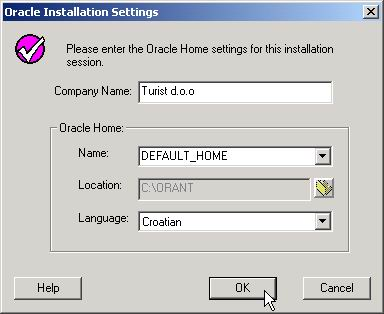 Oracle Installation Settings
Please enter the Oracle Home settings for this installation
session.
Company Name: Turist d.o.o
Oracle Home:
Name: DEFAULT_HOME
Location: C:\ORANT
Language: Croatian
Help OK Cancel